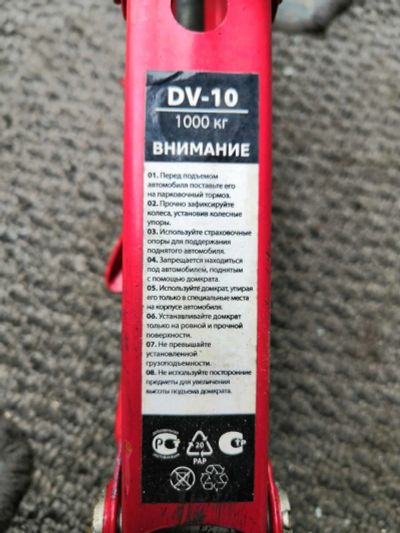 DV-10
1000 кг
ВНИМАНИЕ
01. Перед подъемом
автомобиля поставьте его
на парковочный тормоз.
02. Прочно зафиксируйте
колеса, установив колесные
упоры.
03. Используйте страховочные
опоры для поддержания
поднятого автомобиля.
04. Запрещается находиться
под автомобилем, поднятым
с помощью домкрата.
05. Используйте домкрат, упирая
его только в специальные места
на корпусе автомобиля.
06. Устанавливайте домкрат
только на ровной и прочной
поверхности.
07. Не превышайте
установленной
грузоподъемности.
08. Не используйте посторонние
предметы для увеличения
высоты подъема домкрата.
20
PAP